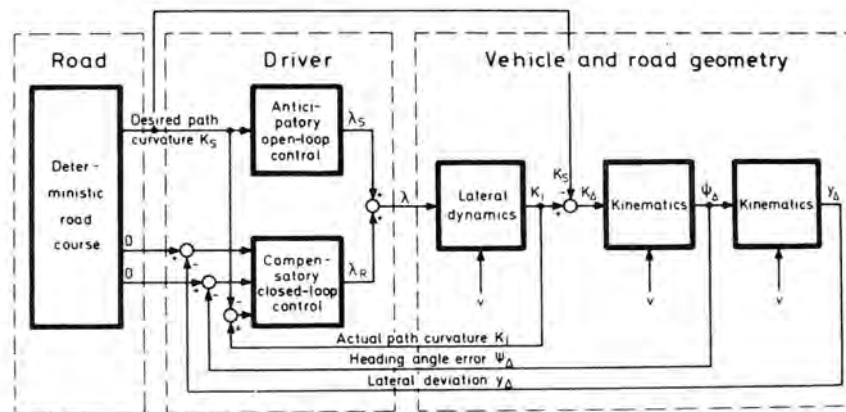 Road
Driver
Vehicle and road geometry
Deter-
ministic
road
course
Desired path
curvature K_S
0
0
Antici-
patory
open-loop
control
λ_S
Compen-
satory
closed-loop
control
λ_R
λ
Lateral
dynamics
v
K_i
K_S
K_Δ
Kinematics
v
Ψ_Δ
Kinematics
v
y_Δ
Actual path curvature K_i
Heading angle error Ψ_Δ
Lateral deviation y_Δ